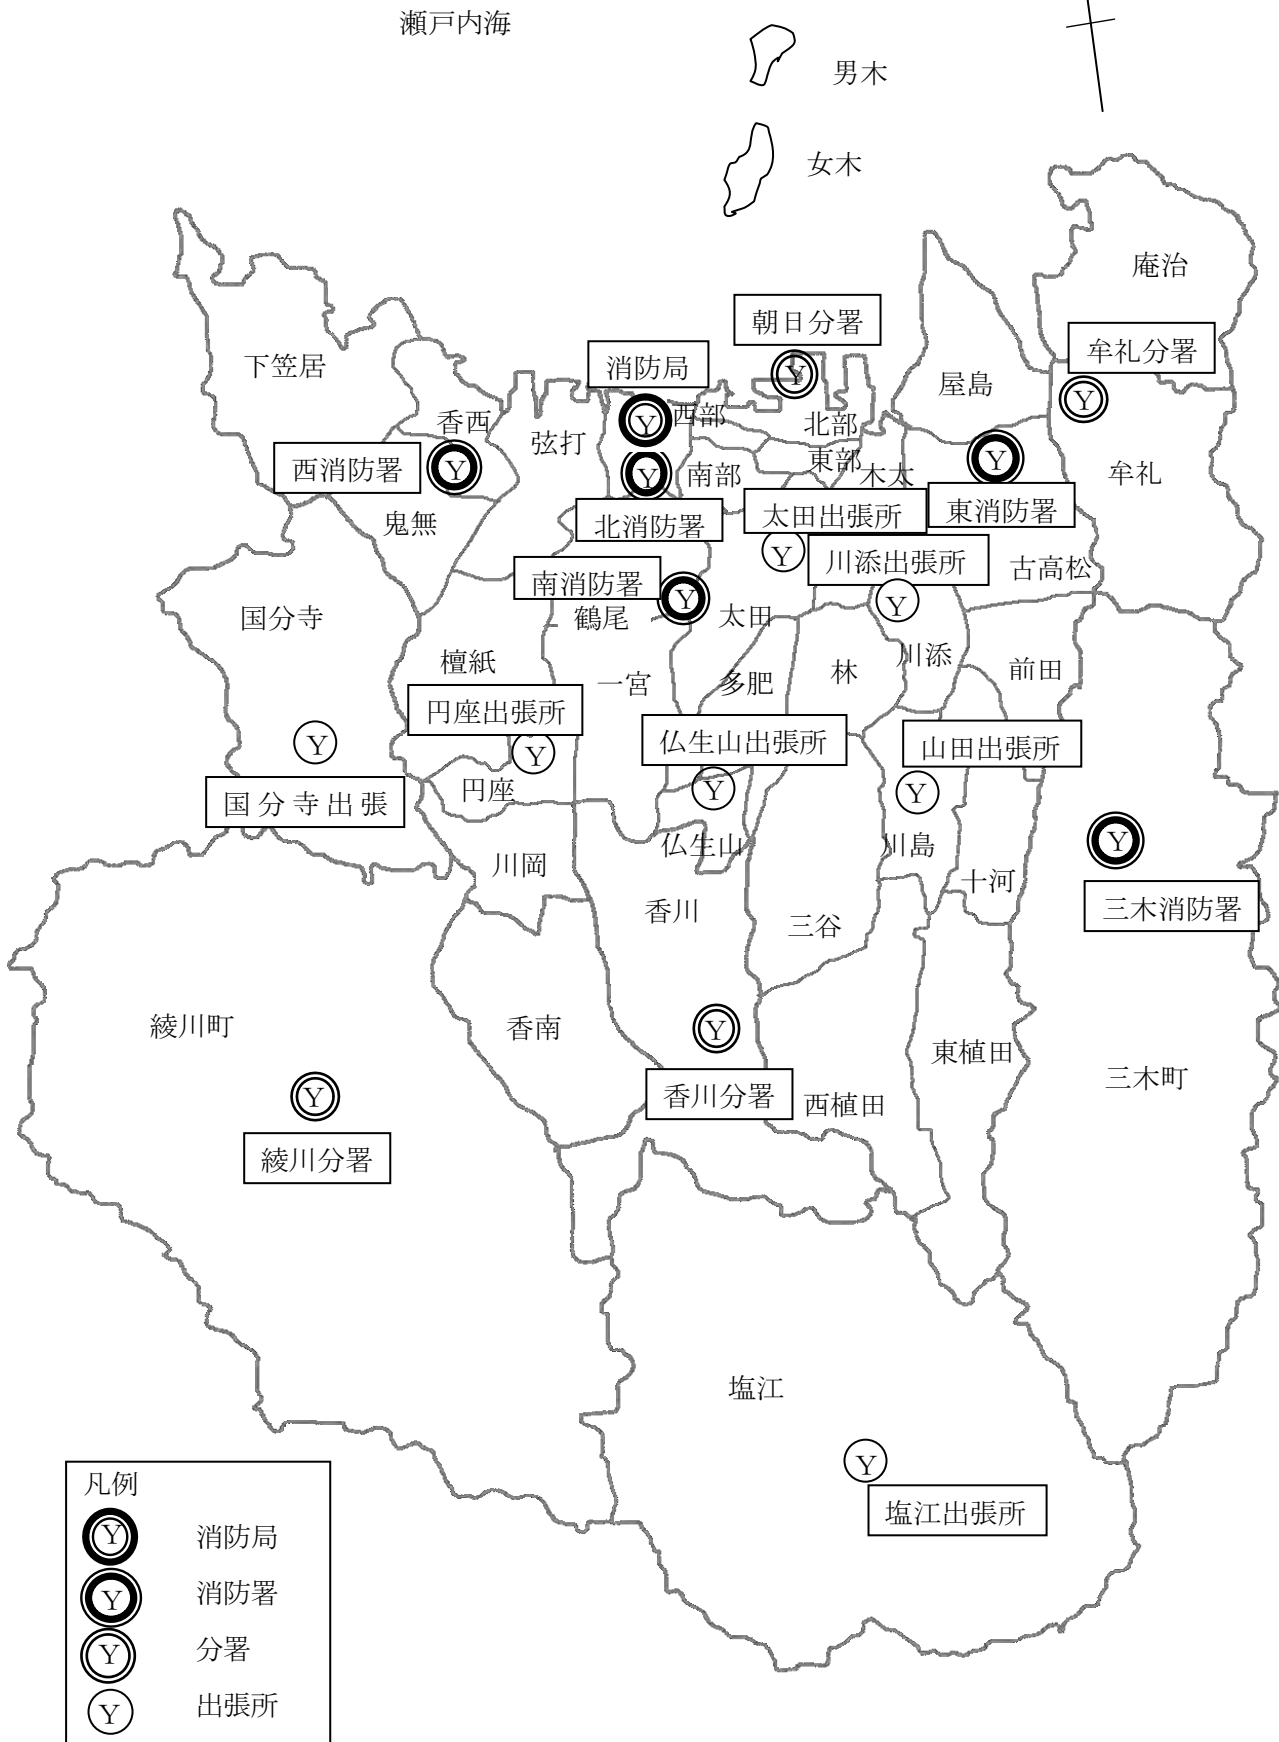 瀬戸内海
男木
女木
庵治
朝日分署
牟礼分署
消防局
下笠居
屋島
Y
Y
香西
Y
西部
北部
弦打
東部
西消防署
Y
Y
南部
木太
Y
牟礼
鬼無
北消防署
太田出張所
東消防署
Y
川添出張所
古高松
南消防署
Y
Y
国分寺
鶴尾
太田
檀紙
一宮
多肥
林
川添
前田
円座出張所
Y
Y
仏生山出張所
山田出張所
円座
Y
Y
国分寺出張
仏生山
川島
Y
川岡
十河
香川
三谷
三木消防署
綾川町
香南
Y
東植田
三木町
Y
香川分署
西植田
綾川分署
塩江
Y
塩江出張所
凡例
Y 消防局
Y 消防署
Y 分署
Y 出張所